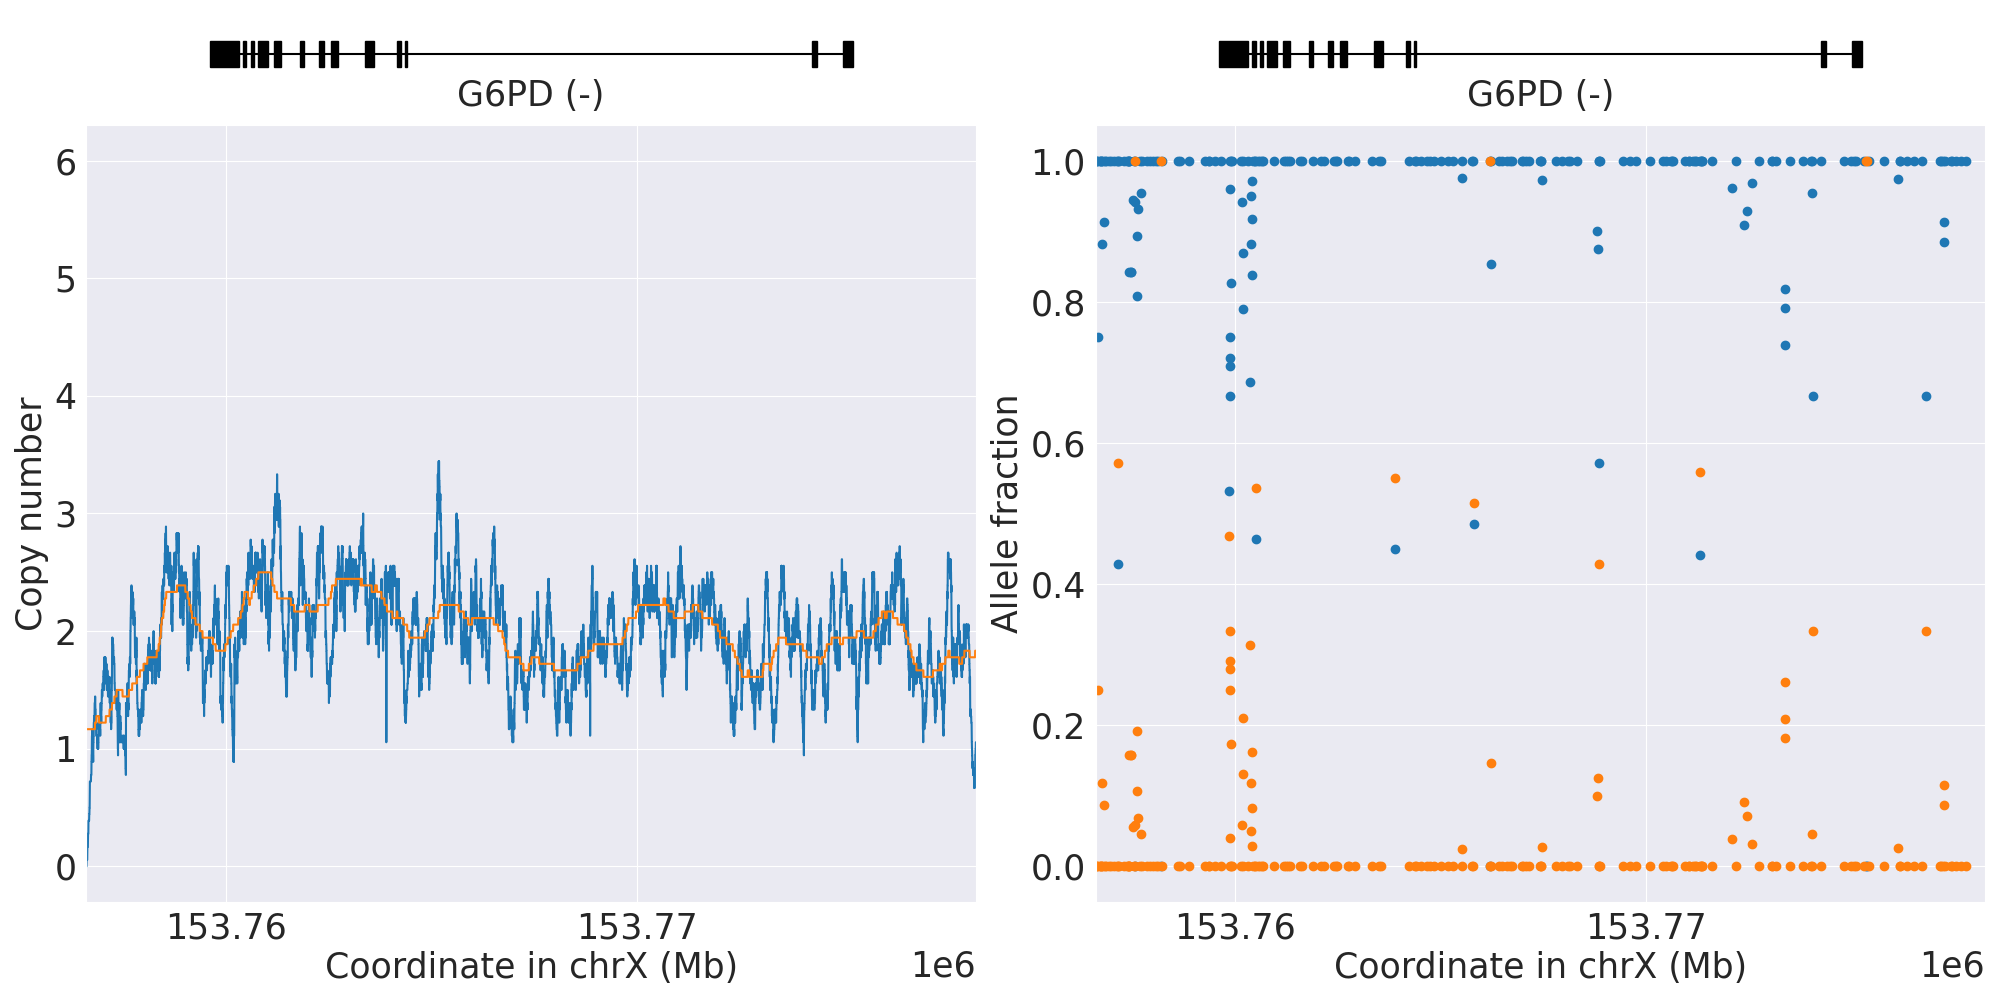 G6PD (-)
6
5
4
3
2
1
0
Copy number
153.76
153.77
Coordinate in chrX (Mb)
1e6
G6PD (-)
1.0
0.8
0.6
0.4
0.2
0.0
Allele fraction
153.76
153.77
Coordinate in chrX (Mb)
1e6